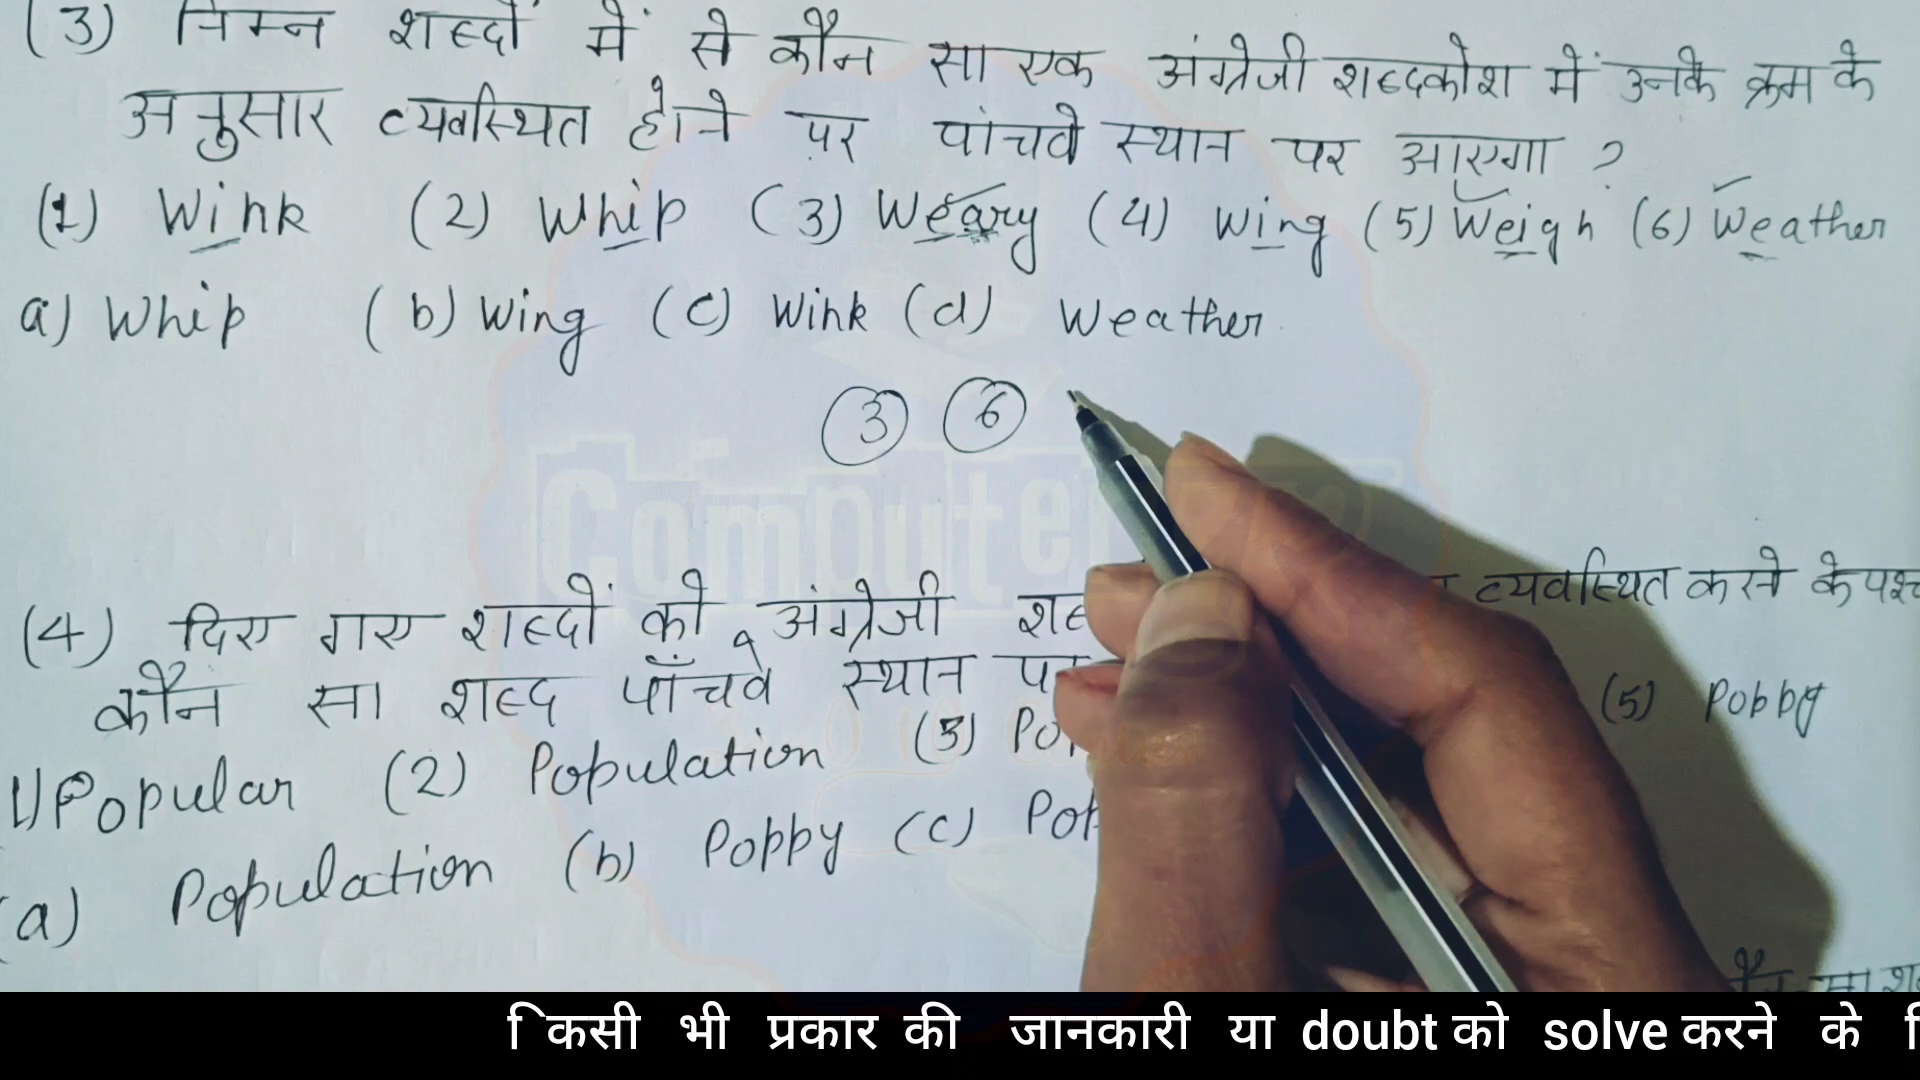 (3) निम्न शब्दों में से कौन सा एक अंग्रेजी शब्दकोश में उनके क्रम के
अनुसार व्यवस्थित होने पर पांचवे स्थान पर आएगा ?
(1) Wink (2) Whip (3) Weary (4) Wing (5) Weigh (6) Weather
a) Whip (b) Wing (c) Wink (d) Weather
3 6
Computer
(4) दिए गए शब्दों को अंग्रेजी व्यवस्थित करने के
कौन सा शब्द पाँचवे स्थान
1) Popular (2) Population (3) (5) Poppy
(a) Population (b) Poppy (c)
किसी भी प्रकार की जानकारी या doubt को solve करने के